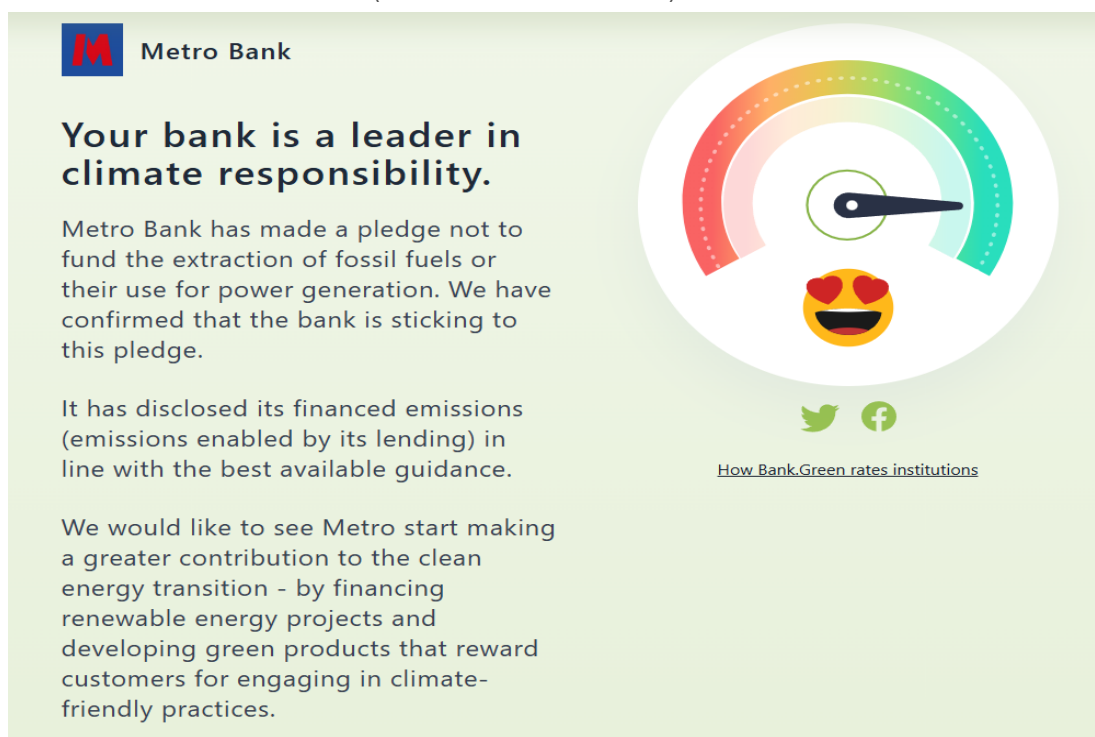 M Metro Bank
Your bank is a leader in
climate responsibility.
Metro Bank has made a pledge not to
fund the extraction of fossil fuels or
their use for power generation. We have
confirmed that the bank is sticking to
this pledge.
It has disclosed its financed emissions
(emissions enabled by its lending) in
line with the best available guidance.
We would like to see Metro start making
a greater contribution to the clean
energy transition - by financing
renewable energy projects and
developing green products that reward
customers for engaging in climate-
friendly practices.
How Bank.Green rates institutions